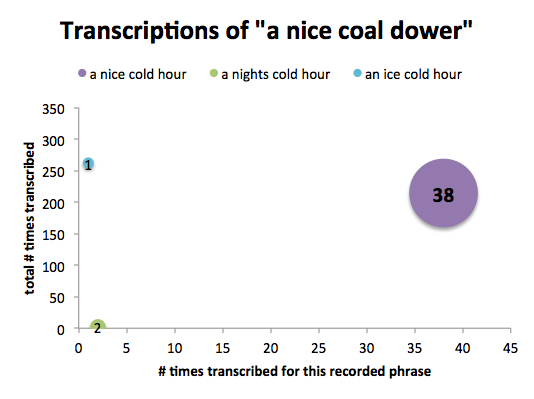 Transcriptions of "a nice coal dower"
a nice cold hour a nights cold hour an ice cold hour
total # times transcribed
350
300
250
200
150
100
50
0
1
38
2
0 5 10 15 20 25 30 35 40 45
# times transcribed for this recorded phrase